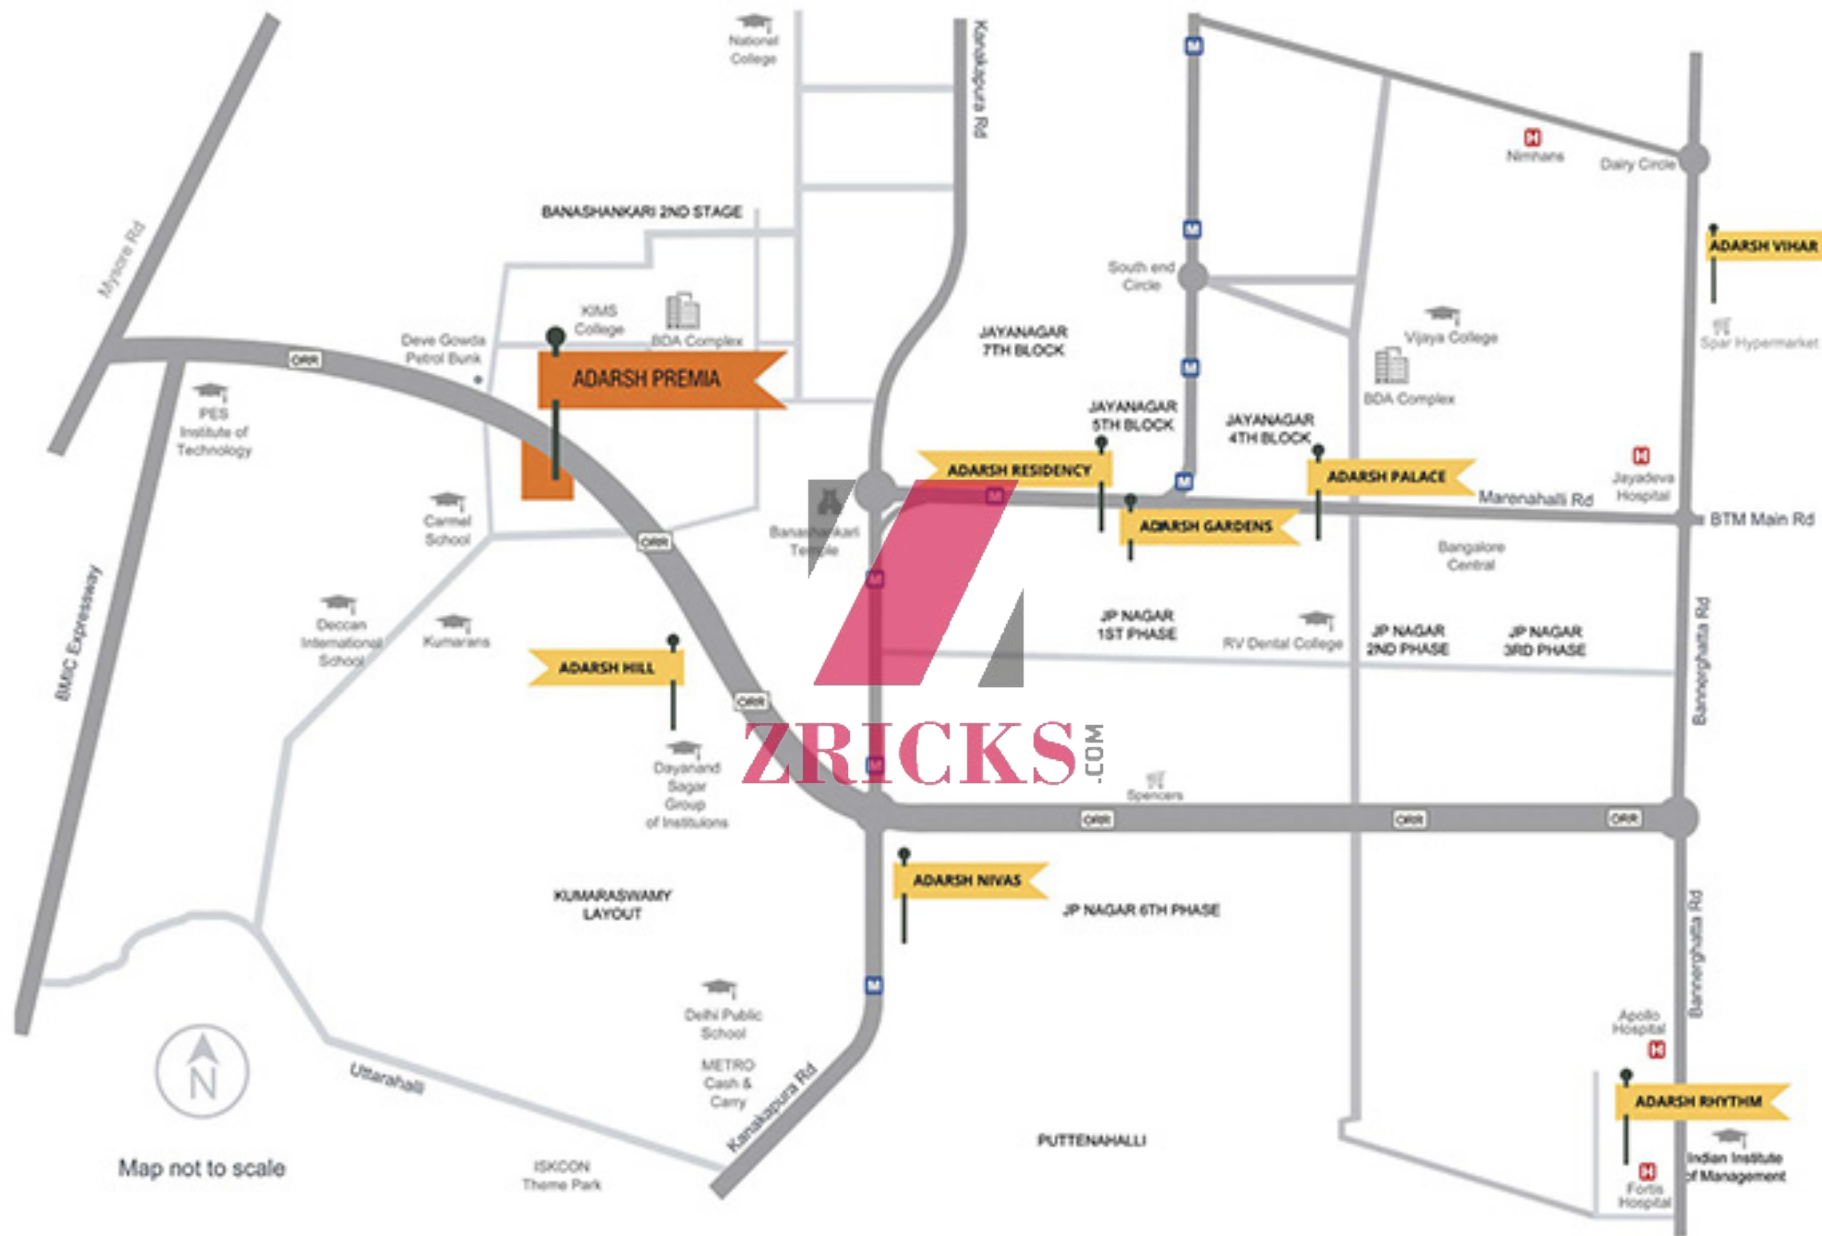 National
College
Kanakapura Rd
M
Nimhans
H
Dairy Circle
BANASHANKARI 2ND STAGE
M
ADARSH VIHAR
Mysore Rd
South end
Circle
KIMS
College
BDA Complex
Deve Gowda
Petrol Bunk
ORR
JAYANAGAR
7TH BLOCK
Vijaya College
Spar Hypermarket
M
ADARSH PREMIA
BDA Complex
PES
Institute of
Technology
JAYANAGAR
5TH BLOCK
JAYANAGAR
4TH BLOCK
H
Jayadeva
Hospital
ADARSH RESIDENCY
M
M
ADARSH PALACE
Marenahalli Rd
BTM Main Rd
ADARSH GARDENS
Carmel
School
ORR
Banashankari
Temple
Bangalore
Central
M
BMIC Expressway
Deccan
International
School
Kumarans
ADARSH HILL
JP NAGAR
1ST PHASE
RV Dental College
JP NAGAR
2ND PHASE
JP NAGAR
3RD PHASE
Bannerghatta Rd
ORR
ZRICKS
.COM
M
Dayanand
Sagar
Group
of Instituions
Spencers
ORR
ORR
ORR
ADARSH NIVAS
KUMARASWAMY
LAYOUT
JP NAGAR 6TH PHASE
Bannerghatta Rd
M
Delhi Public
School
METRO
Cash &
Carry
Kanakapura Rd
Apollo
Hospital
H
Uttarahalli
N
ADARSH RHYTHM
PUTTENAHALLI
Indian Institute
of Management
Map not to scale
ISKCON
Theme Park
H
Fortis
Hospital